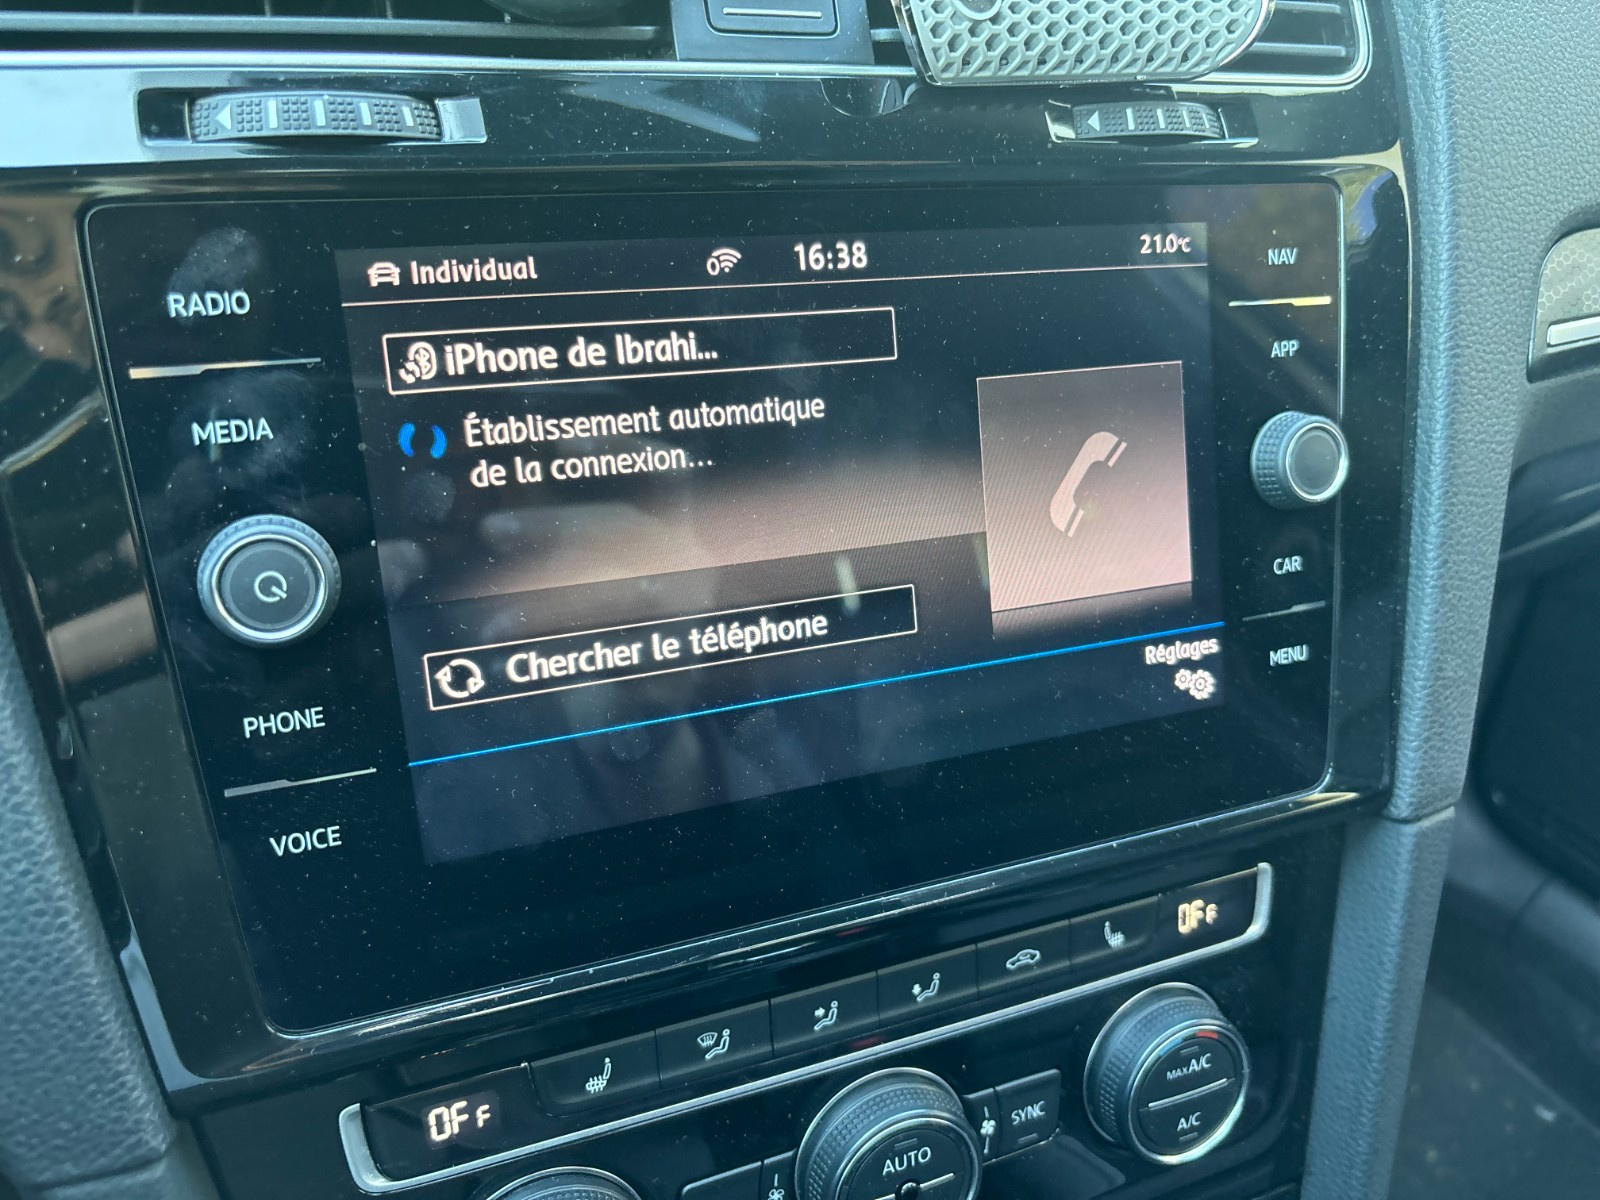 Individual 16:38 21.0°C
iPhone de Ibrahi...
Établissement automatique
de la connexion...
Chercher le téléphone
Réglages
RADIO
MEDIA
PHONE
VOICE
NAV
APP
CAR
MENU
OFF
OFF
AUTO
SYNC
MAX A/C
A/C